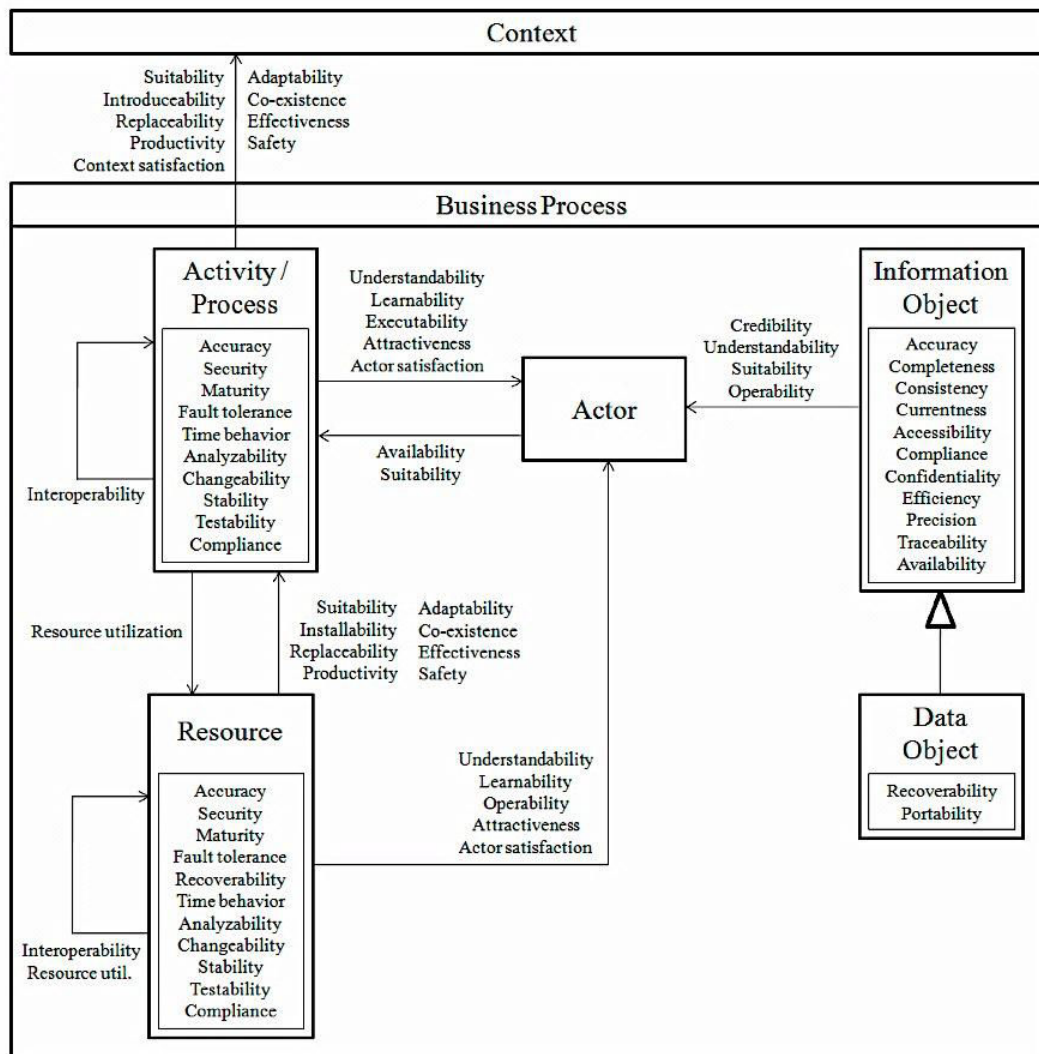 Context
Suitability
Introduceability
Replaceability
Productivity
Context satisfaction
Adaptability
Co-existence
Effectiveness
Safety
Business Process
Activity /
Process
Accuracy
Security
Maturity
Fault tolerance
Time behavior
Analyzability
Changeability
Stability
Testability
Compliance
Interoperability
Understandability
Learnability
Executability
Attractiveness
Actor satisfaction
Actor
Availability
Suitability
Credibility
Understandability
Suitability
Operability
Information
Object
Accuracy
Completeness
Consistency
Currentness
Accessibility
Compliance
Confidentiality
Efficiency
Precision
Traceability
Availability
Resource utilization
Suitability
Installability
Replaceability
Productivity
Adaptability
Co-existence
Effectiveness
Safety
Resource
Accuracy
Security
Maturity
Fault tolerance
Recoverability
Time behavior
Analyzability
Changeability
Stability
Testability
Compliance
Interoperability
Resource util.
Understandability
Learnability
Operability
Attractiveness
Actor satisfaction
Data
Object
Recoverability
Portability